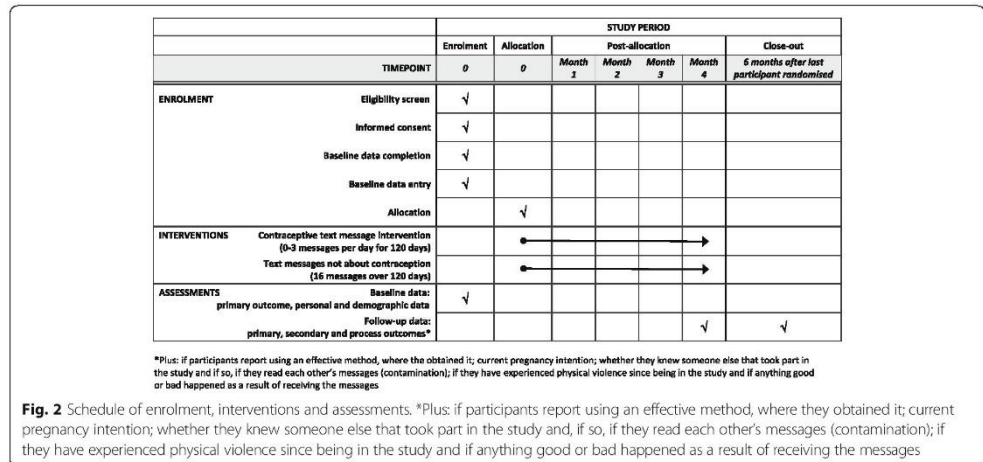 STUDY PERIOD
Enrolment Allocation Post-allocation Close-out
TIMEPOINT 0 0 Month 1 Month 2 Month 3 Month 4 6 months after last participant randomised
ENROLMENT Eligibility screen √
Informed consent √
Baseline data completion √
Baseline data entry √
Allocation √
INTERVENTIONS Contraceptive text message intervention
(0-3 messages per day for 120 days)
Text messages not about contraception
(16 messages over 120 days)
ASSESSMENTS Baseline data:
primary outcome, personal and demographic data √
Follow-up data:
primary, secondary and process outcomes* √ √
*Plus: if participants report using an effective method, where the obtained it; current pregnancy intention; whether they knew someone else that took part in
the study and if so, if they read each other's messages (contamination); if they have experienced physical violence since being in the study and if anything good
or bad happened as a result of receiving the messages
Fig. 2 Schedule of enrolment, interventions and assessments. *Plus: if participants report using an effective method, where they obtained it; current
pregnancy intention; whether they knew someone else that took part in the study and, if so, if they read each other's messages (contamination); if
they have experienced physical violence since being in the study and if anything good or bad happened as a result of receiving the messages